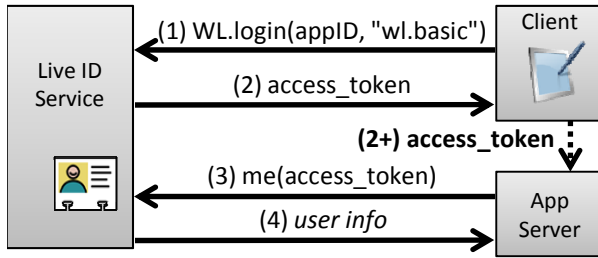 (1) WL.login(appID, "wl.basic")
Client
Live ID
Service
(2) access_token
(2+) access_token
(3) me(access_token)
(4) user info
App
Server